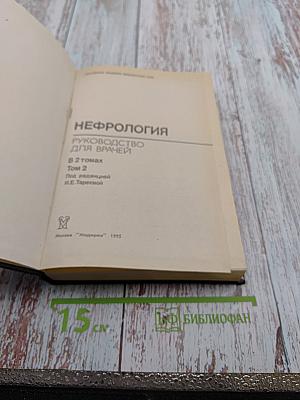 НЕФРОЛОГИЯ
РУКОВОДСТВО
ДЛЯ ВРАЧЕЙ
В 2 томах
Том 2
Под редакцией
И.Е.Тареевой
Москва "Медицина" 1995
15 см
БИБЛИОФАН